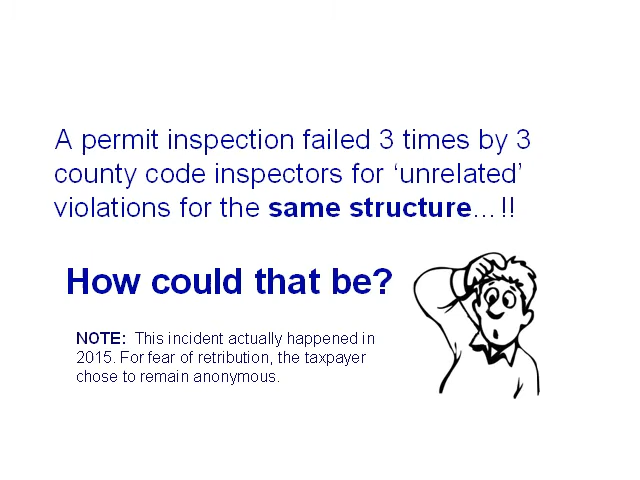 A permit inspection failed 3 times by 3
county code inspectors for ‘unrelated’
violations for the same structure… !!
How could that be?
NOTE:  This incident actually happened in
2015. For fear of retribution, the taxpayer
chose to remain anonymous.